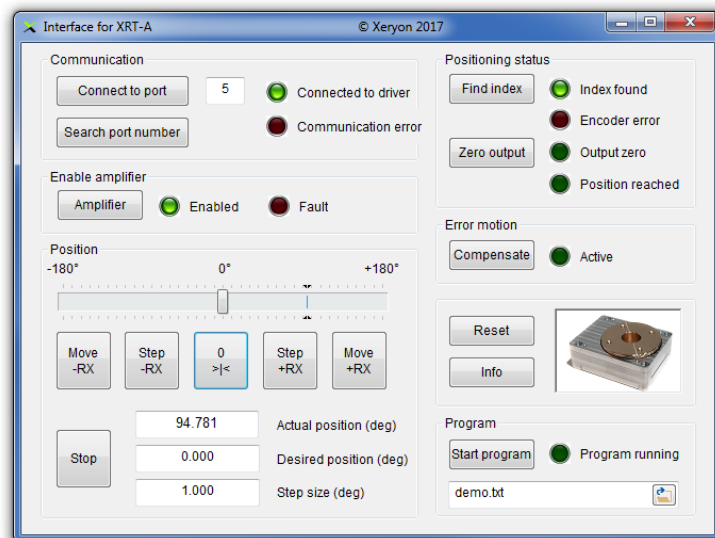 Interface for XRT-A © Xeryon 2017
Communication
Connect to port 5 Connected to driver
Search port number Communication error
Enable amplifier
Amplifier Enabled Fault
Position
-180° 0° +180°
Move -RX
Step -RX
0 >|<
Step +RX
Move +RX
Stop
94.781 Actual position (deg)
0.000 Desired position (deg)
1.000 Step size (deg)
Positioning status
Find index Index found
Encoder error
Zero output Output zero
Position reached
Error motion
Compensate Active
Reset
Info
Program
Start program Program running
demo.txt